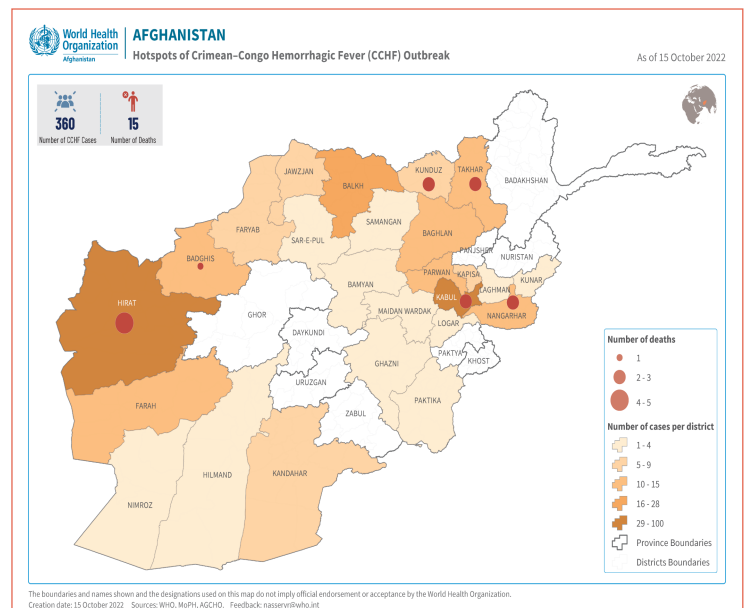 World Health
Organization
Afghanistan
AFGHANISTAN
Hotspots of Crimean–Congo Hemorrhagic Fever (CCHF) Outbreak
As of 15 October 2022
360
Number of CCHF Cases
15
Number of Deaths
JAWZJAN
BALKH
KUNDUZ
TAKHAR
BADAKHSHAN
FARYAB
SAR-E-PUL
SAMANGAN
BAGHLAN
BADGHIS
PANJSHER
NURISTAN
PARWAN
KAPISA
KUNAR
LAGHMAN
HIRAT
GHOR
BAMYAN
KABUL
MAIDAN WARDAK
NANGARHAR
LOGAR
DAYKUNDI
PAKTYA
KHOST
GHAZNI
URUZGAN
PAKTIKA
FARAH
ZABUL
HILMAND
KANDAHAR
NIMROZ
Number of deaths
1
2 - 3
4 - 5
Number of cases per district
1 - 4
5 - 9
10 - 15
16 - 28
29 - 100
Province Boundaries
Districts Boundaries
The boundaries and names shown and the designations used on this map do not imply official endorsement or acceptance by the World Health Organization.
Creation date: 15 October 2022 Sources: WHO, MoPH, AGCHO. Feedback: nasseryr@who.int